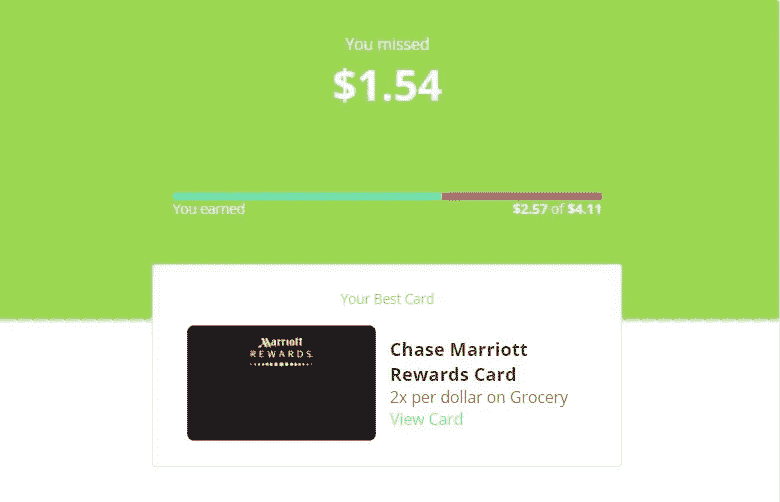 You missed
$1.54
You earned
$2.57 of $4.11
Your Best Card
Marriott
REWARDS.
Chase Marriott
Rewards Card
2x per dollar on Grocery
View Card